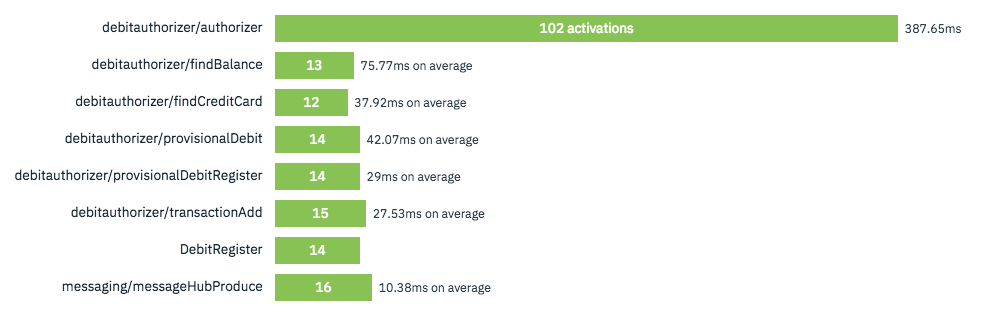 debitauthorizer/authorizer 102 activations 387.65ms
debitauthorizer/findBalance 13 75.77ms on average
debitauthorizer/findCreditCard 12 37.92ms on average
debitauthorizer/provisionalDebit 14 42.07ms on average
debitauthorizer/provisionalDebitRegister 14 29ms on average
debitauthorizer/transactionAdd 15 27.53ms on average
DebitRegister 14
messaging/messageHubProduce 16 10.38ms on average